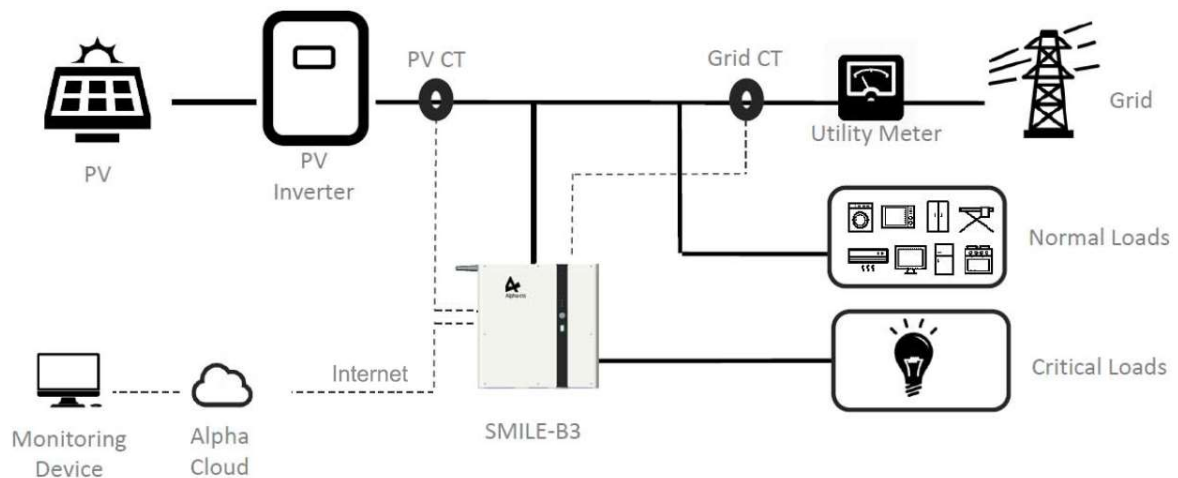 PV CT
Grid CT
Grid
Utility Meter
PV
PV
Inverter
Normal Loads
Critical Loads
Internet
SMILE-B3
Monitoring
Device
Alpha
Cloud